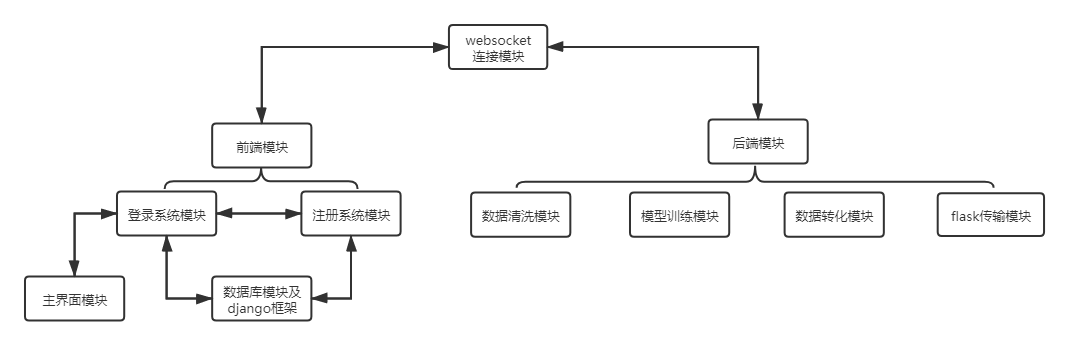 websocket
连接模块
前端模块
后端模块
登录系统模块
注册系统模块
数据清洗模块
模型训练模块
数据转化模块
flask传输模块
主界面模块
数据库模块及
django框架